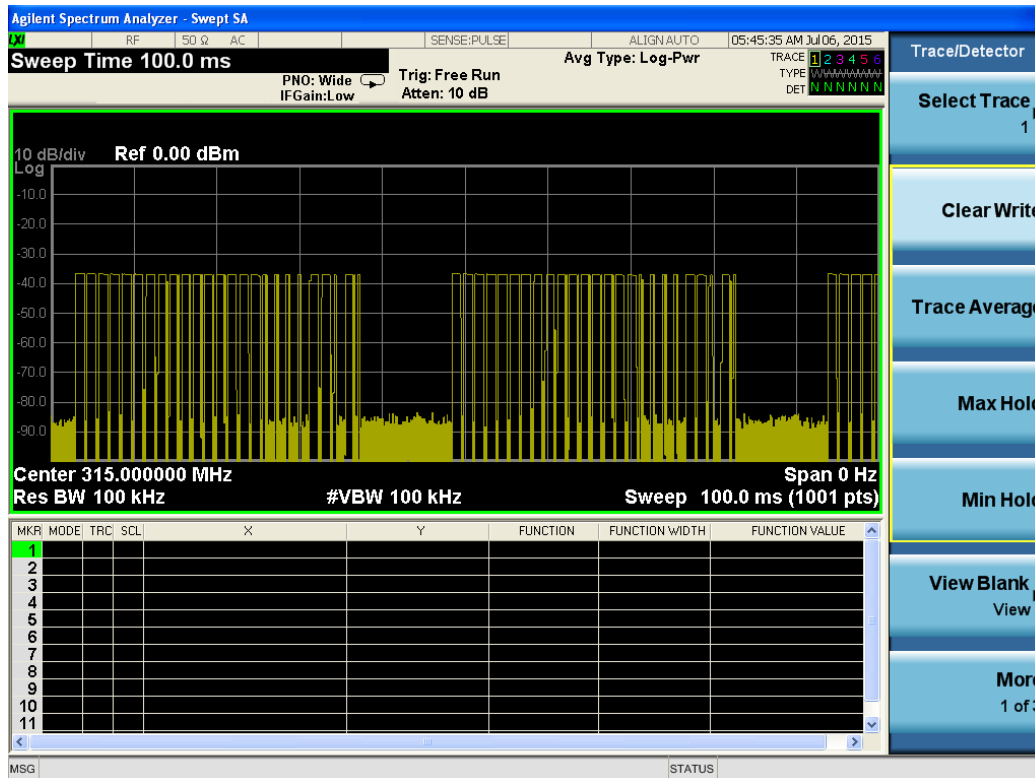 Agilent Spectrum Analyzer - Swept SA
LXI RF 50 Ω AC SENSE:PULSE ALIGN AUTO 05:45:35 AM Jul 06, 2015
Sweep Time 100.0 ms
PNO: Wide
IFGain:Low
Trig: Free Run
Atten: 10 dB
Avg Type: Log-Pwr
TRACE 1 2 3 4 5 6
TYPE
DET N N N N N N
10 dB/div Ref 0.00 dBm
Log
-10.0
-20.0
-30.0
-40.0
-50.0
-60.0
-70.0
-80.0
-90.0
Center 315.000000 MHz Span 0 Hz
Res BW 100 kHz #VBW 100 kHz Sweep 100.0 ms (1001 pts)
MKR MODE TRC SCL X Y FUNCTION FUNCTION WIDTH FUNCTION VALUE
1
2
3
4
5
6
7
8
9
10
11
MSG STATUS
Trace/Detector
Select Trace
1
Clear Write
Trace Average
Max Hold
Min Hold
View Blank
View
More
1 of 3